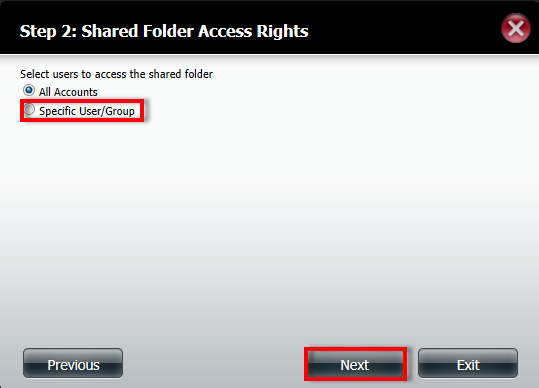 Step 2: Shared Folder Access Rights
Select users to access the shared folder
All Accounts
Specific User/Group
Previous
Next
Exit